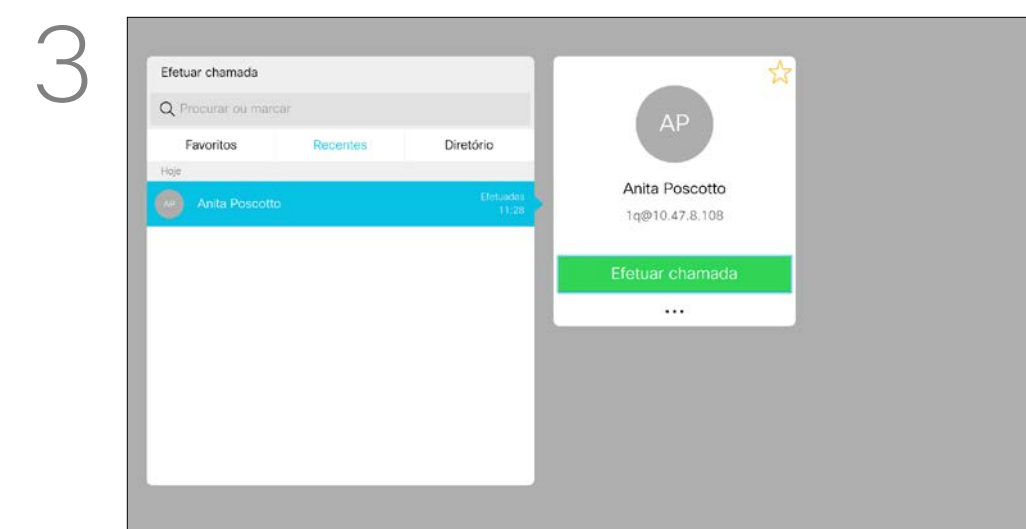 3
Efetuar chamada
Procurar ou marcar
Favoritos Recentes Diretório
Hoje
AP Anita Poscotto Efetuades
11:28
AP
Anita Poscotto
1q@10.47.8.108
Efetuar chamada
...